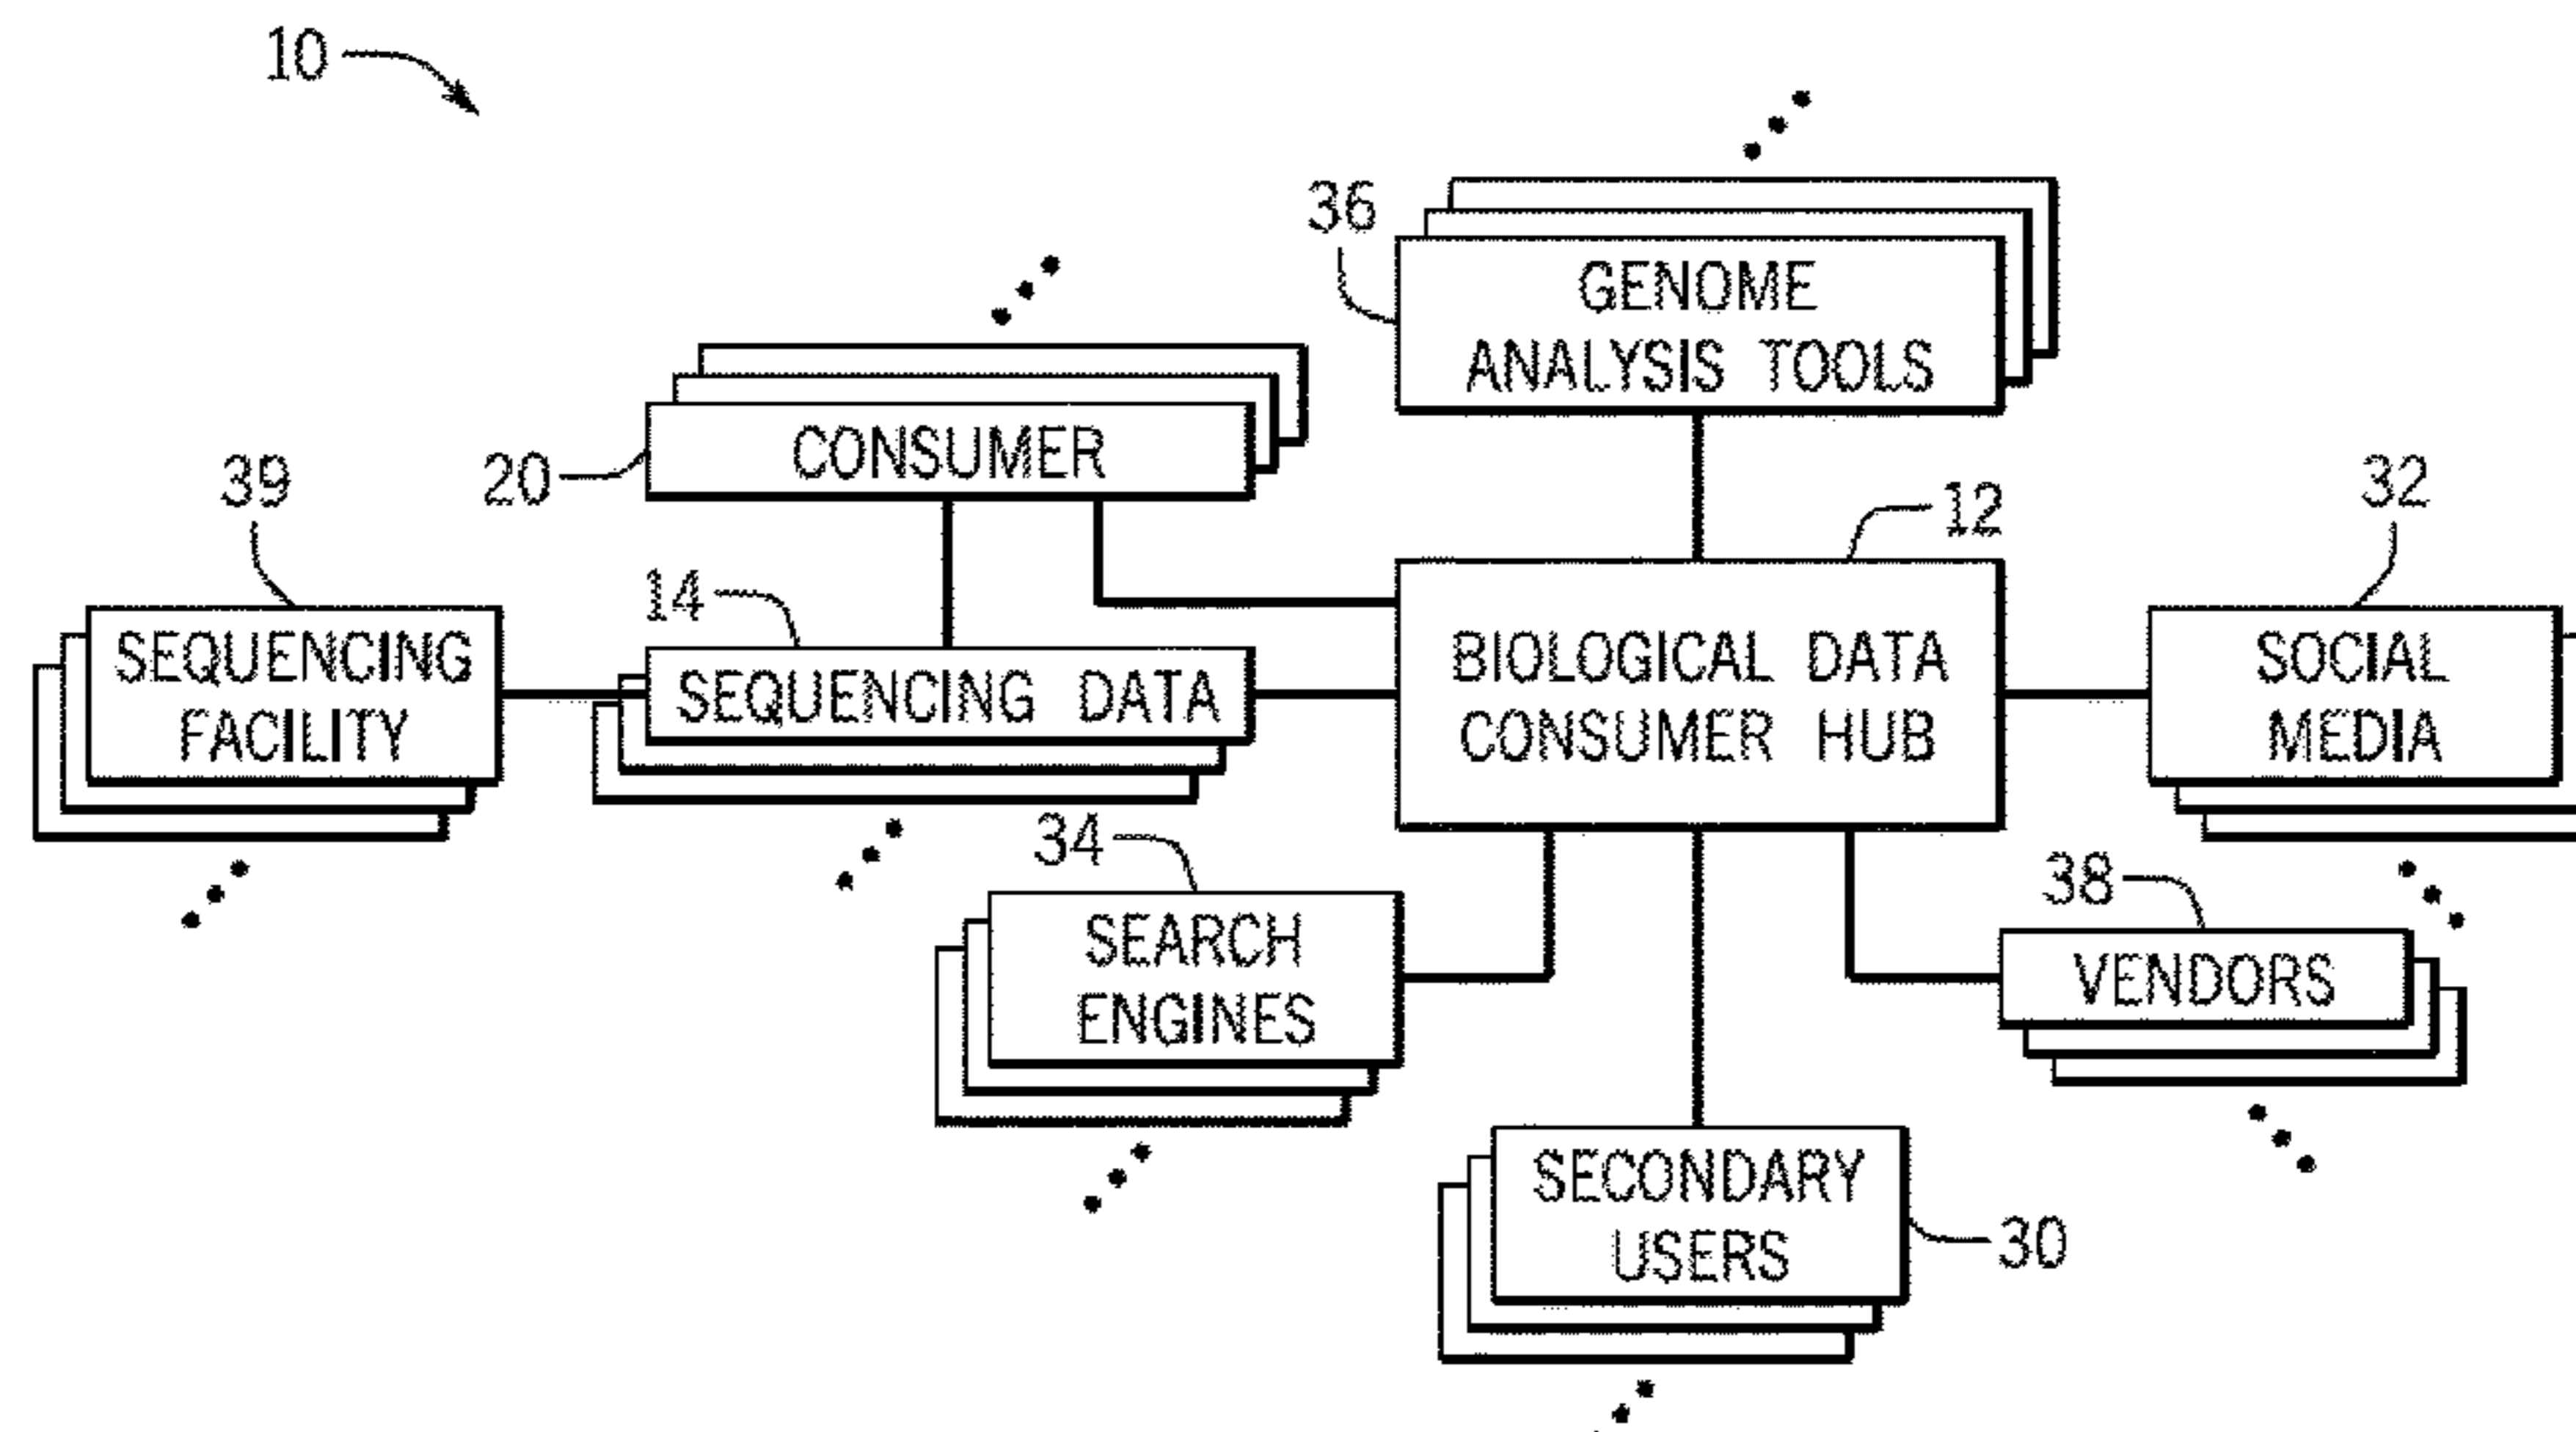 10
36
GENOME
ANALYSIS TOOLS
20
CONSUMER
39
12
32
14
SEQUENCING
FACILITY
SEQUENCING DATA
BIOLOGICAL DATA
CONSUMER HUB
SOCIAL
MEDIA
34
SEARCH
ENGINES
38
VENDORS
SECONDARY
USERS
30